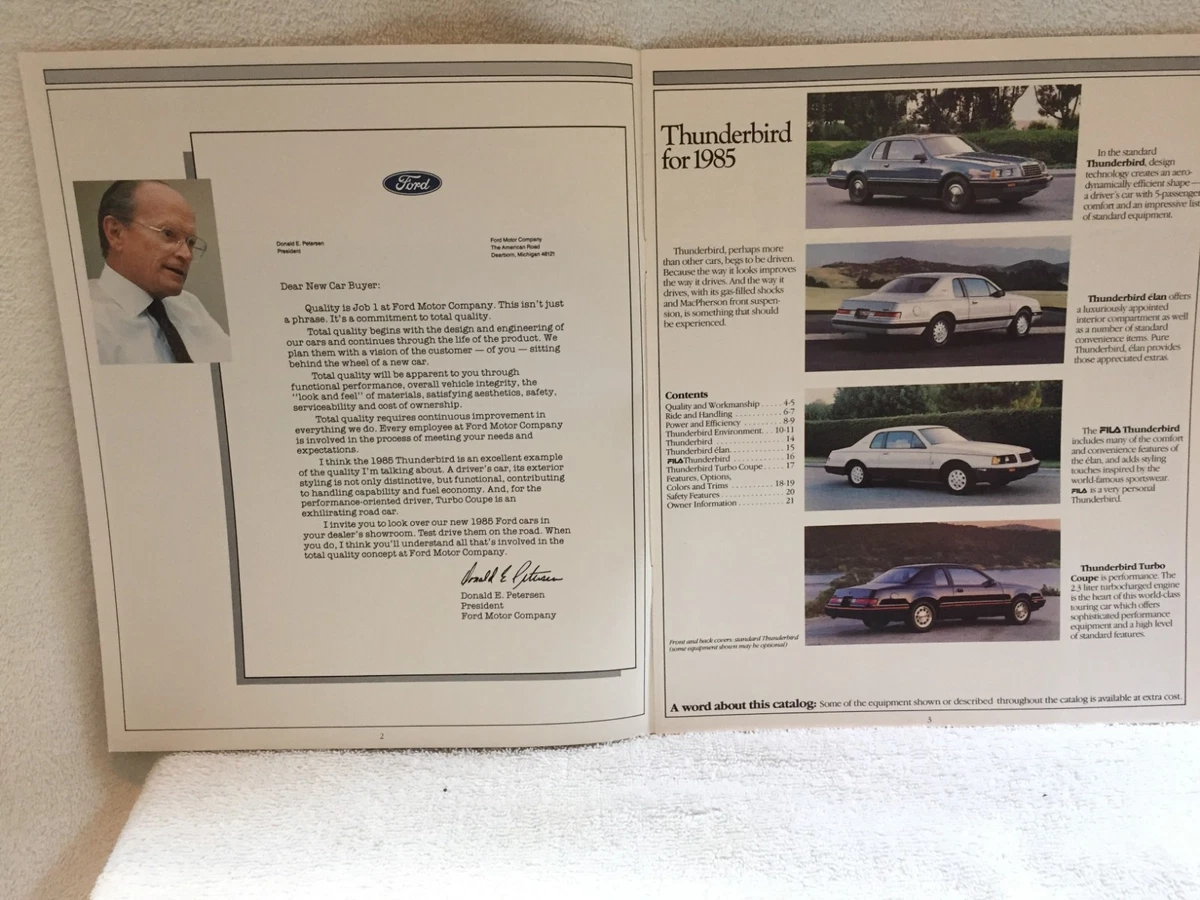 Ford
Donald E. Petersen
President
Ford Motor Company
The American Road
Dearborn, Michigan 48121
Dear New Car Buyer:
Quality is Job 1 at Ford Motor Company. This isn't just
a phrase. It's a commitment to total quality.
Total quality begins with the design and engineering of
our cars and continues through the life of the product. We
plan them with a vision of the customer — of you — sitting
behind the wheel of a new car.
Total quality will be apparent to you through
functional performance, overall vehicle integrity, the
"look and feel" of materials, satisfying aesthetics, safety,
serviceability and cost of ownership.
Total quality requires continuous improvement in
everything we do. Every employee at Ford Motor Company
is involved in the process of meeting your needs and
expectations.
I think the 1985 Thunderbird is an excellent example
of the quality I'm talking about. A driver's car, its exterior
styling is not only distinctive, but functional, contributing
to handling capability and fuel economy. And, for the
performance-oriented driver, Turbo Coupe is an
exhilirating road car.
I invite you to look over our new 1985 Ford cars in
your dealer's showroom. Test drive them on the road. When
you do, I think you'll understand all that's involved in the
total quality concept at Ford Motor Company.
Donald E Petersen
Donald E. Petersen
President
Ford Motor Company
2
Thunderbird
for 1985
Thunderbird, perhaps more
than other cars, begs to be driven.
Because the way it looks improves
the way it drives. And the way it
drives, with its gas-filled shocks
and MacPherson front suspen-
sion, is something that should
be experienced.
Contents
Quality and Workmanship ..... 4-5
Ride and Handling ............ 6-7
Power and Efficiency .......... 8-9
Thunderbird Environment... 10-11
Thunderbird .................. 14
Thunderbird élan.............. 15
FILA Thunderbird ............. 16
Thunderbird Turbo Coupe..... 17
Features, Options,
Colors and Trims .......... 18-19
Safety Features................ 20
Owner Information ........... 21
Front and back covers: standard Thunderbird
(some equipment shown may be optional)
In the standard
Thunderbird, design
technology creates an aero-
dynamically efficient shape—
a driver's car with 5-passenger
comfort and an impressive list
of standard equipment.
Thunderbird élan offers
a luxuriously appointed
interior compartment as well
as a number of standard
convenience items. Pure
Thunderbird, élan provides
those appreciated extras.
The FILA Thunderbird
includes many of the comfort
and convenience features of
the élan, and adds styling
touches inspired by the
world-famous sportswear.
FILA is a very personal
Thunderbird.
Thunderbird Turbo
Coupe is performance. The
2.3 liter turbocharged engine
is the heart of this world-class
touring car which offers
sophisticated performance
equipment and a high level
of standard features.
A word about this catalog: Some of the equipment shown or described throughout the catalog is available at extra cost.
3